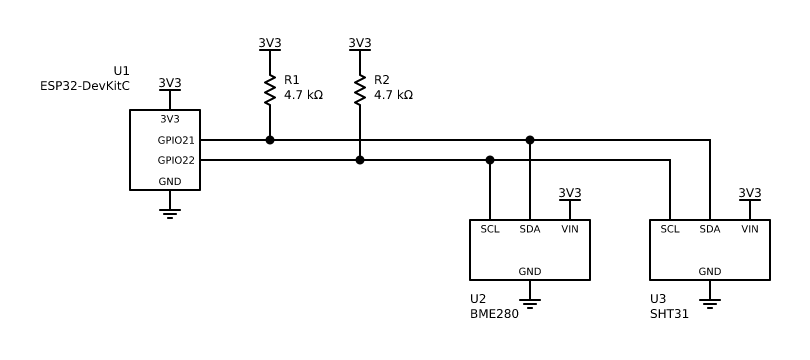 3V3
3V3
U1
ESP32-DevKitC
3V3
R1
4.7 kΩ
R2
4.7 kΩ
3V3
GPIO21
GPIO22
GND
3V3
3V3
SCL
SDA
VIN
SCL
SDA
VIN
GND
GND
U2
BME280
U3
SHT31